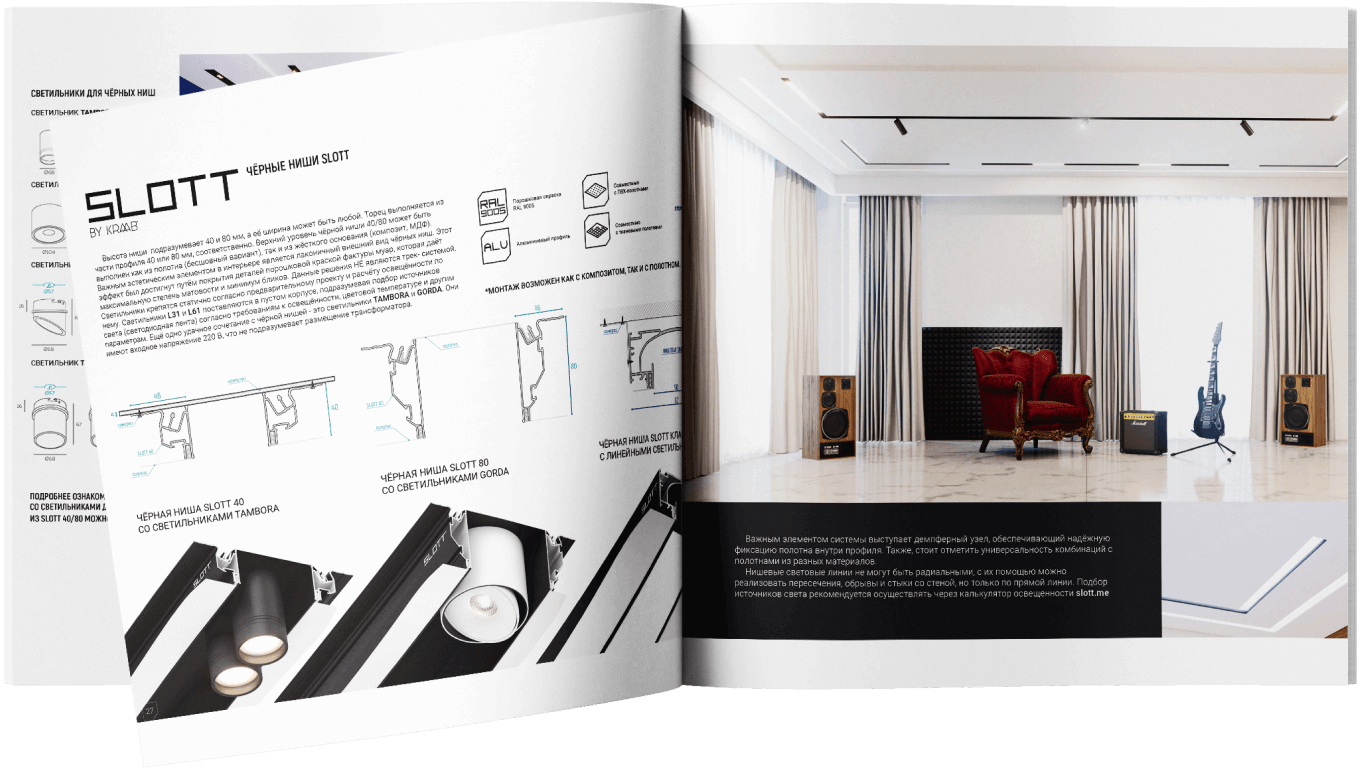 СВЕТИЛЬНИКИ ДЛЯ ЧЁРНЫХ НИШ
СВЕТИЛЬНИК
Ø104
Ø68
СВЕТИЛЬНИК Т
Ø68
ПОДРОБНЕЕ ОЗНАКОМ
СО СВЕТИЛЬНИКАМИ Д
ИЗ SLOTT 40/80 МОЖН
SLOTT
BY KRAAB
ЧЁРНЫЕ НИШИ SLOTT
Высота ниши подразумевает 40 и 80 мм, а её ширина может быть любой. Торец выполняется из
части профиля 40 или 80 мм, соответственно. Верхний уровень чёрной ниши 40/80 может быть
выполнен как из полотна (бесшовный вариант), так и из жёсткого основания (композит, МДФ).
Важным эстетическим элементом в интерьере является лаконичный внешний вид чёрных ниш. Этот
эффект был достигнут путём покрытия деталей порошковой краской фактуры муар, которая даёт
максимальную степень матовости и минимум бликов. Данные решения НЕ являются трек- системой.
Светильники крепятся статично согласно предварительному проекту и расчёту освещённости по
нему. Светильники L31 и L61 поставляются в пустом корпусе, подразумевая подбор источников
света (светодиодная лента) согласно требованиям к освещённости, цветовой температуре и другим
параметрам. Ещё одно удачное сочетание с чёрной нишей - это светильники TAMBORA и GORDA. Они
имеют входное напряжение 220 В, что не подразумевает размещение трансформатора.
RAL
9005
Порошковая окраска
RAL 9005
Совместимо
с ПВХ-полотнами
ALU
Алюминиевый профиль
Совместимо
с тканевыми полотнами
*МОНТАЖ ВОЗМОЖЕН КАК С КОМПОЗИТОМ, ТАК И С ПОЛОТНОМ.
80
40
ЧЁРНАЯ НИША SLOTT 40
СО СВЕТИЛЬНИКАМИ TAMBORA
ЧЁРНАЯ НИША SLOTT 80
СО СВЕТИЛЬНИКАМИ GORDA
ЧЁРНАЯ НИША SLOTT КЛА
С ЛИНЕЙНЫМИ СВЕТИЛЬ
SLOTT
SLOTT
SLOTT
27
Marshall
Важным элементом системы выступает демпферный узел, обеспечивающий надёжную
фиксацию полотна внутри профиля. Также, стоит отметить универсальность комбинаций с
полотнами из разных материалов.
Нишевые световые линии не могут быть радиальными, с их помощью можно
реализовать пересечения, обрывы и стыки со стеной, но только по прямой линии. Подбор
источников света рекомендуется осуществлять через калькулятор освещенности slott.me